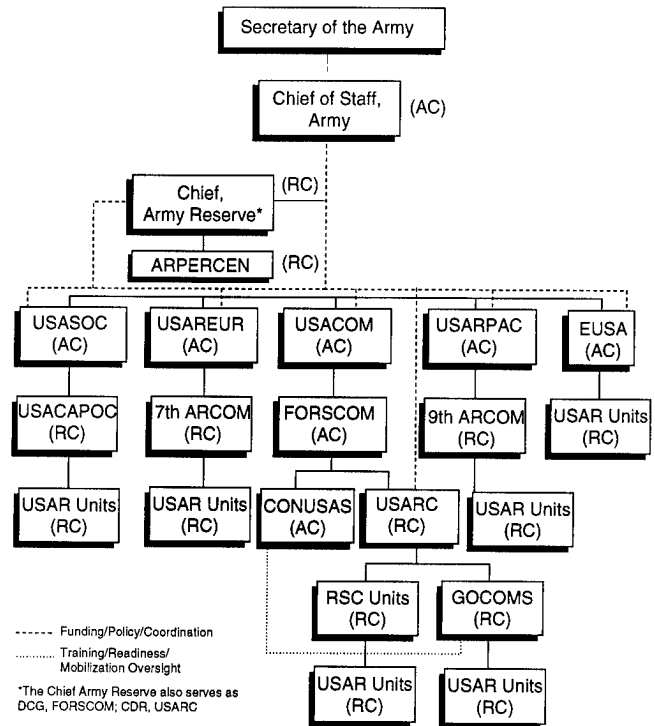 Secretary of the Army
Chief of Staff,
Army
(AC)
Chief,
Army Reserve*
(RC)
ARPERCEN
(RC)
USASOC
(AC)
USAREUR
(AC)
USACOM
(AC)
USARPAC
(AC)
EUSA
(AC)
USACAPOC
(RC)
7th ARCOM
(RC)
FORSCOM
(AC)
9th ARCOM
(RC)
USAR Units
(RC)
USAR Units
(RC)
USAR Units
(RC)
CONUSAS
(AC)
USARC
(RC)
USAR Units
(RC)
RSC Units
(RC)
GOCOMS
(RC)
USAR Units
(RC)
USAR Units
(RC)
Funding/Policy/Coordination
Training/Readiness/
Mobilization Oversight
*The Chief Army Reserve also serves as
DCG, FORSCOM; CDR, USARC